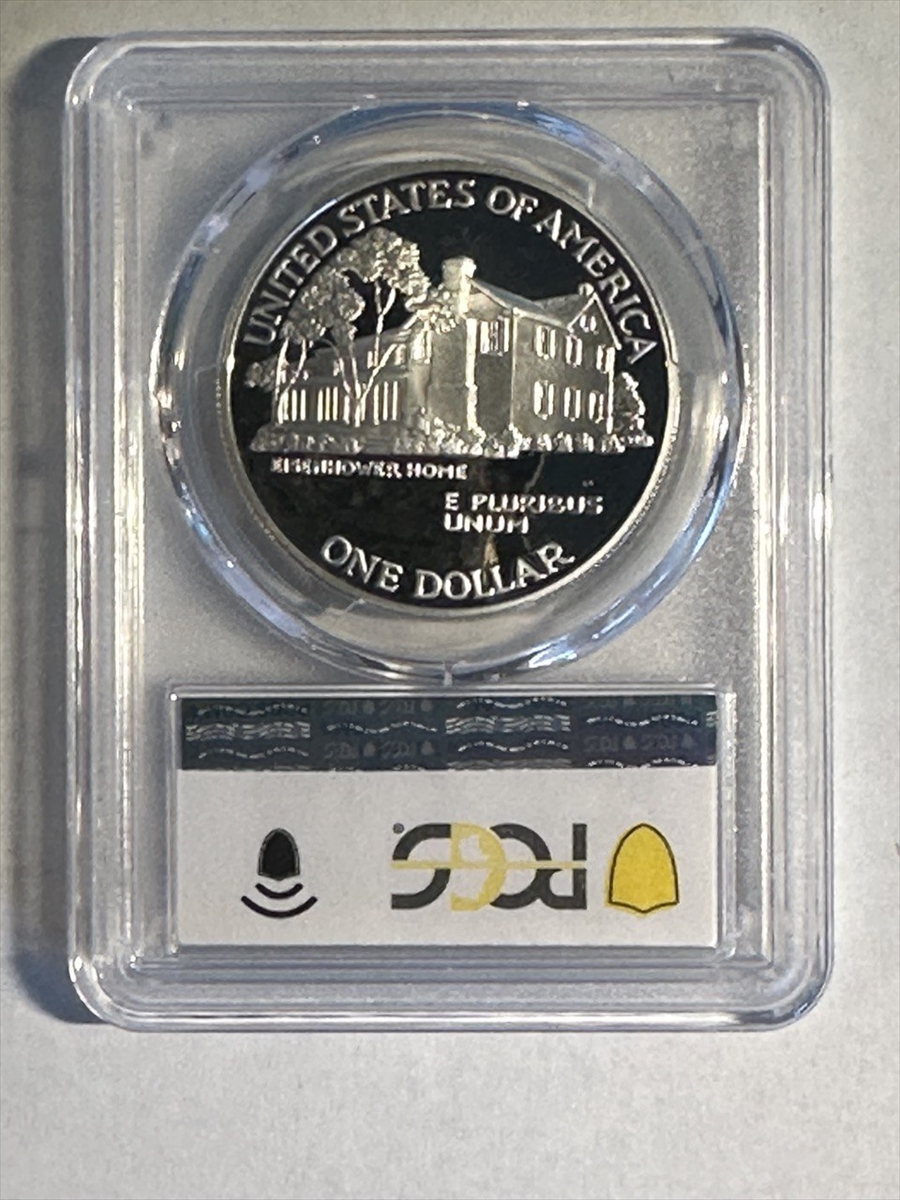 UNITED STATES OF AMERICA
EISENHOWER HOME
E PLURIBUS
UNUM
ONE DOLLAR
PCGS